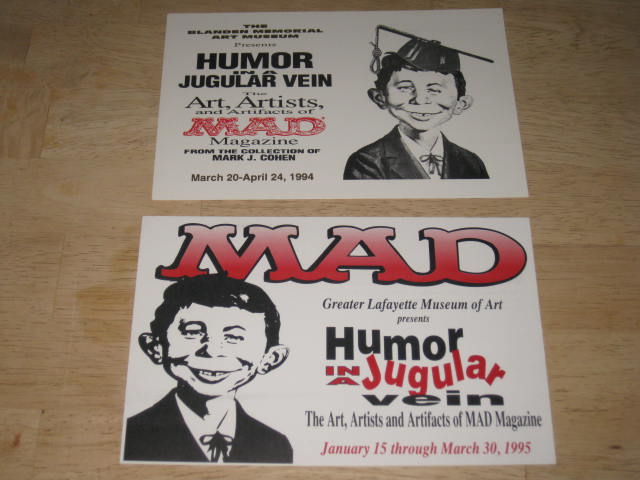 THE
BLANDEN MEMORIAL
ART MUSEUM
Presents
HUMOR
IN A
JUGULAR VEIN
The
Art, Artists,
and Artifacts of
MAD
Magazine
FROM THE COLLECTION OF
MARK J. COHEN
March 20-April 24, 1994
MAD
Greater Lafayette Museum of Art
presents
Humor
IN A Jugular
vein
The Art, Artists and Artifacts of MAD Magazine
January 15 through March 30, 1995